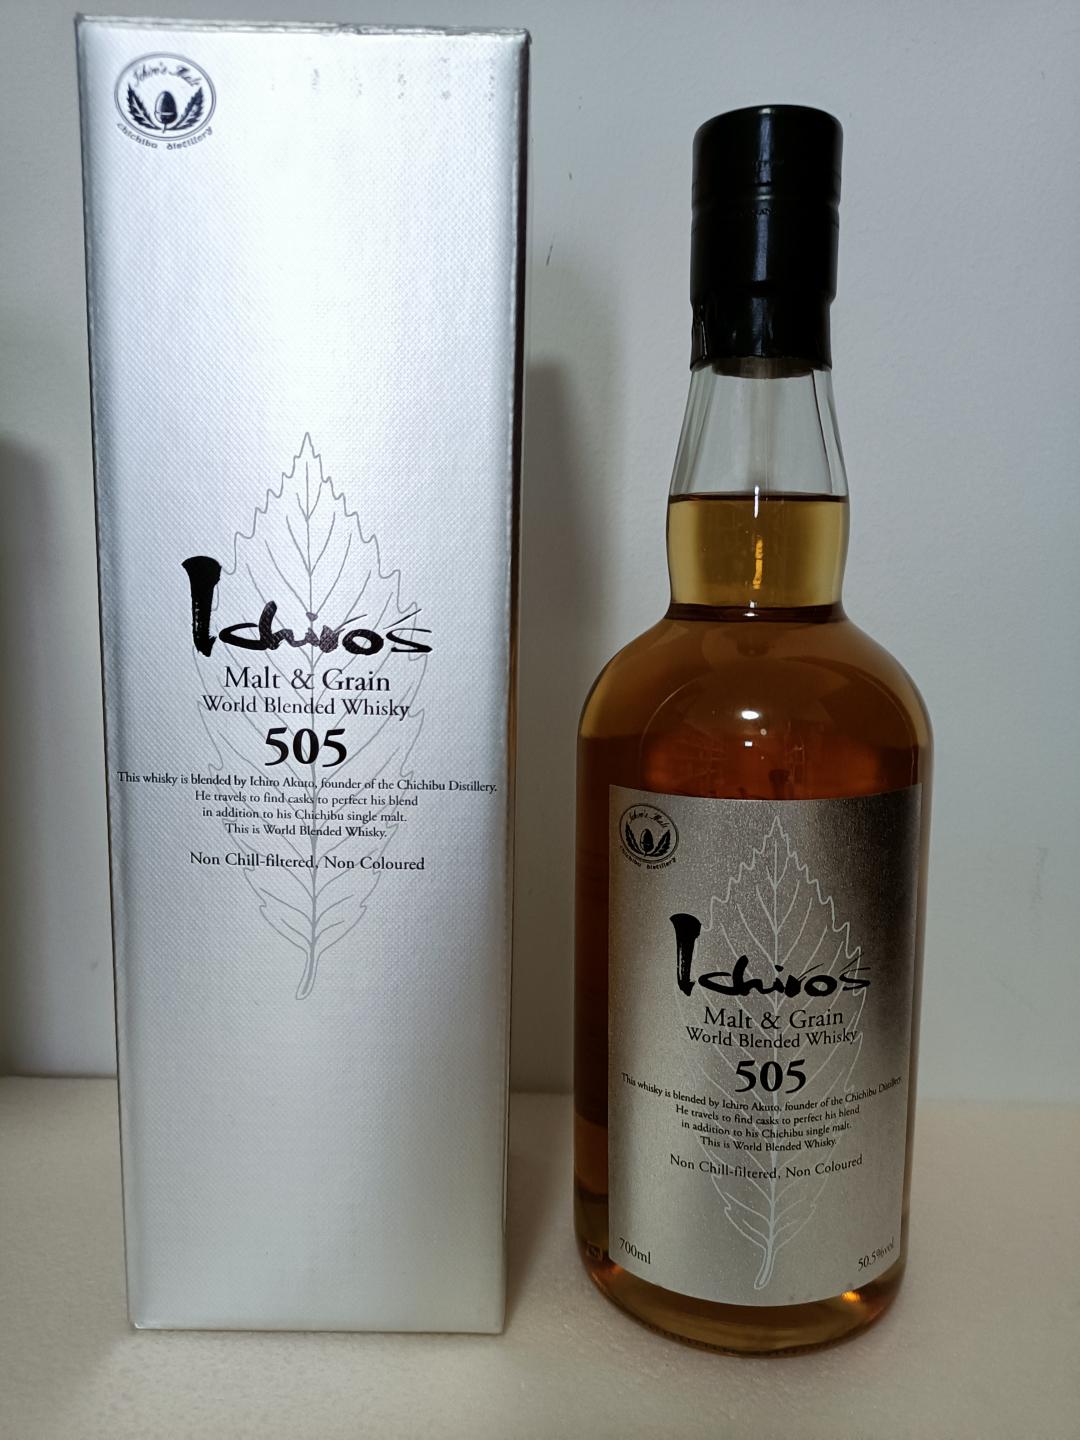 Ichiro's Malt
Chichibu distillery
Ichiro's
Malt & Grain
World Blended Whisky
505
This whisky is blended by Ichiro Akuto, founder of the Chichibu Distillery.
He travels to find casks to perfect his blend
in addition to his Chichibu single malt.
This is World Blended Whisky.
Non Chill-filtered, Non Coloured
Ichiro's Malt
Chichibu distillery
Ichiro's
Malt & Grain
World Blended Whisky
505
This whisky is blended by Ichiro Akuto, founder of the Chichibu Distillery.
He travels to find casks to perfect his blend
in addition to his Chichibu single malt.
This is World Blended Whisky.
Non Chill-filtered, Non Coloured
700ml
50.5%vol